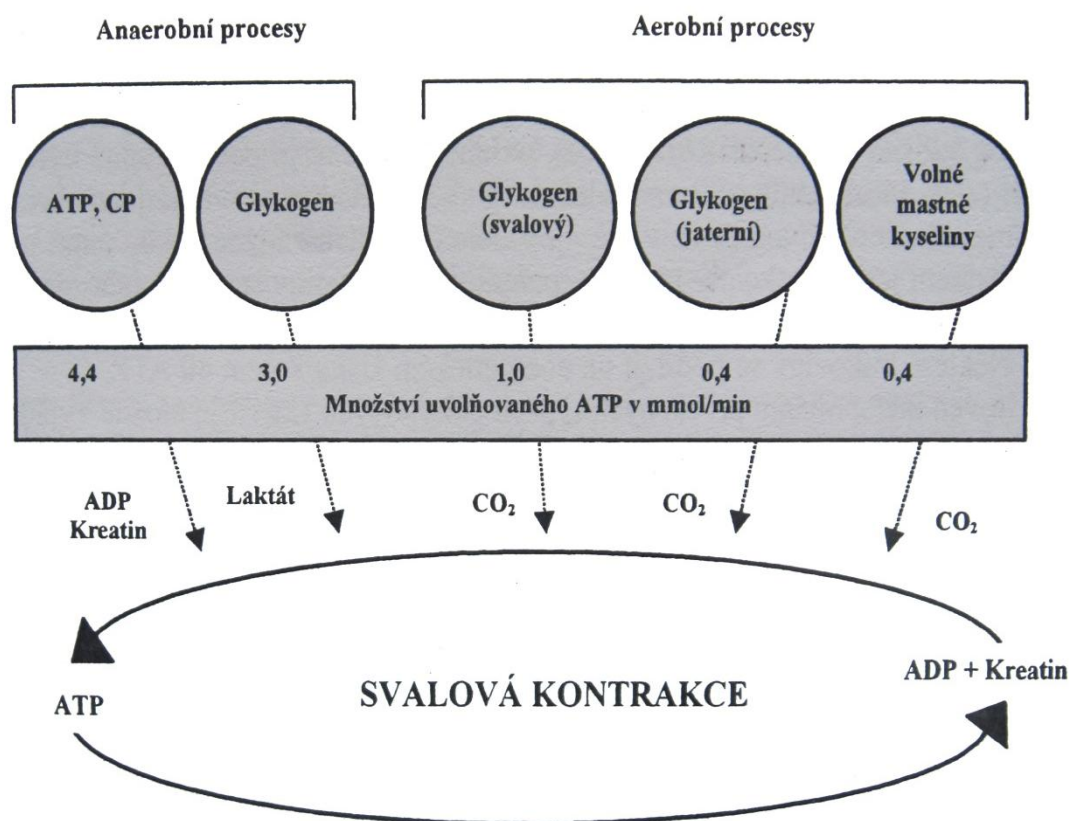 Anaerobní procesy
Aerobní procesy
ATP, CP
Glykogen
Glykogen
(svalový)
Glykogen
(jaterní)
Volné
mastné
kyseliny
4,4 3,0 1,0 0,4 0,4
Množství uvolňovaného ATP v mmol/min
ADP
Kreatin
Laktát
CO₂
CO₂
CO₂
ATP
SVALOVÁ KONTRAKCE
ADP + Kreatin